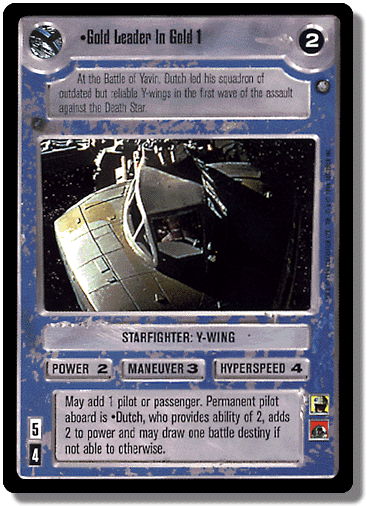 •Gold Leader In Gold 1
2
At the Battle of Yavin, Dutch led his squadron of
outdated but reliable Y-wings in the first wave of the assault
against the Death Star.
STARFIGHTER: Y-WING
POWER 2 MANEUVER 3 HYPERSPEED 4
May add 1 pilot or passenger. Permanent pilot
aboard is •Dutch, who provides ability of 2, adds
2 to power and may draw one battle destiny if
not able to otherwise.
5
4